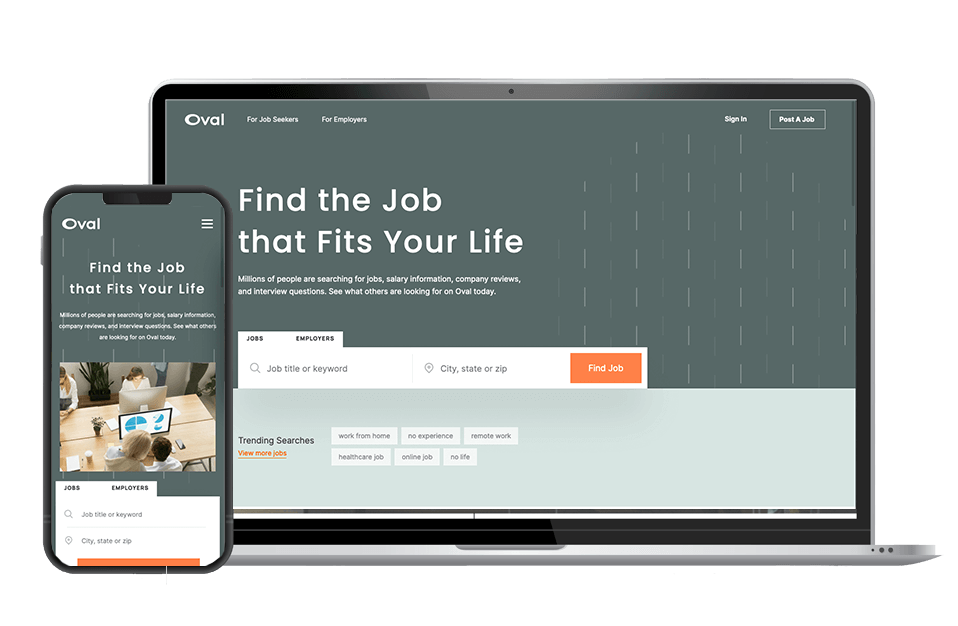 Oval
For Job Seekers
For Employers
Sign In
Post A Job
Find the Job
that Fits Your Life
Millions of people are searching for jobs, salary information, company reviews,
and interview questions. See what others are looking for on Oval today.
JOBS
EMPLOYERS
Job title or keyword
City, state or zip
Find Job
Trending Searches
View more jobs
work from home
no experience
remote work
healthcare job
online job
no life
Oval
Find the Job
that Fits Your Life
Millions of people are searching for jobs, salary information,
company reviews, and interview questions. See what others
are looking for on Oval today.
JOBS
EMPLOYERS
Job title or keyword
City, state or zip